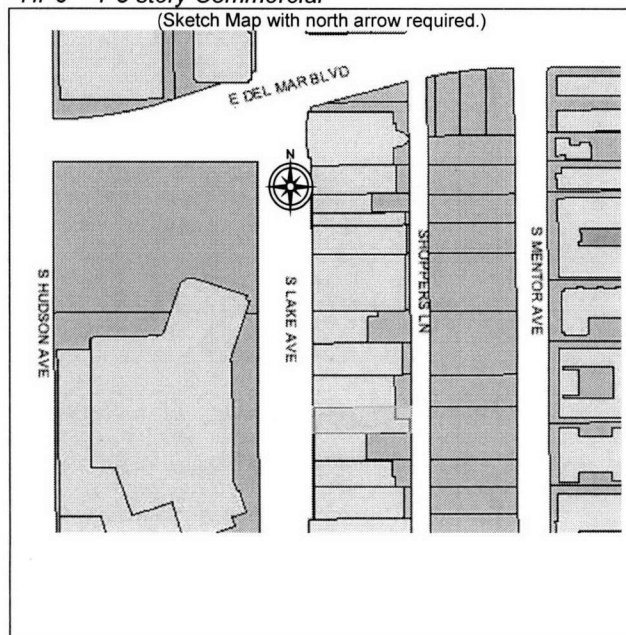 (Sketch Map with north arrow required.)
E DEL MAR BLVD
N
S HUDSON AVE
S LAKE AVE
SHOPPERS LN
S MENTOR AVE